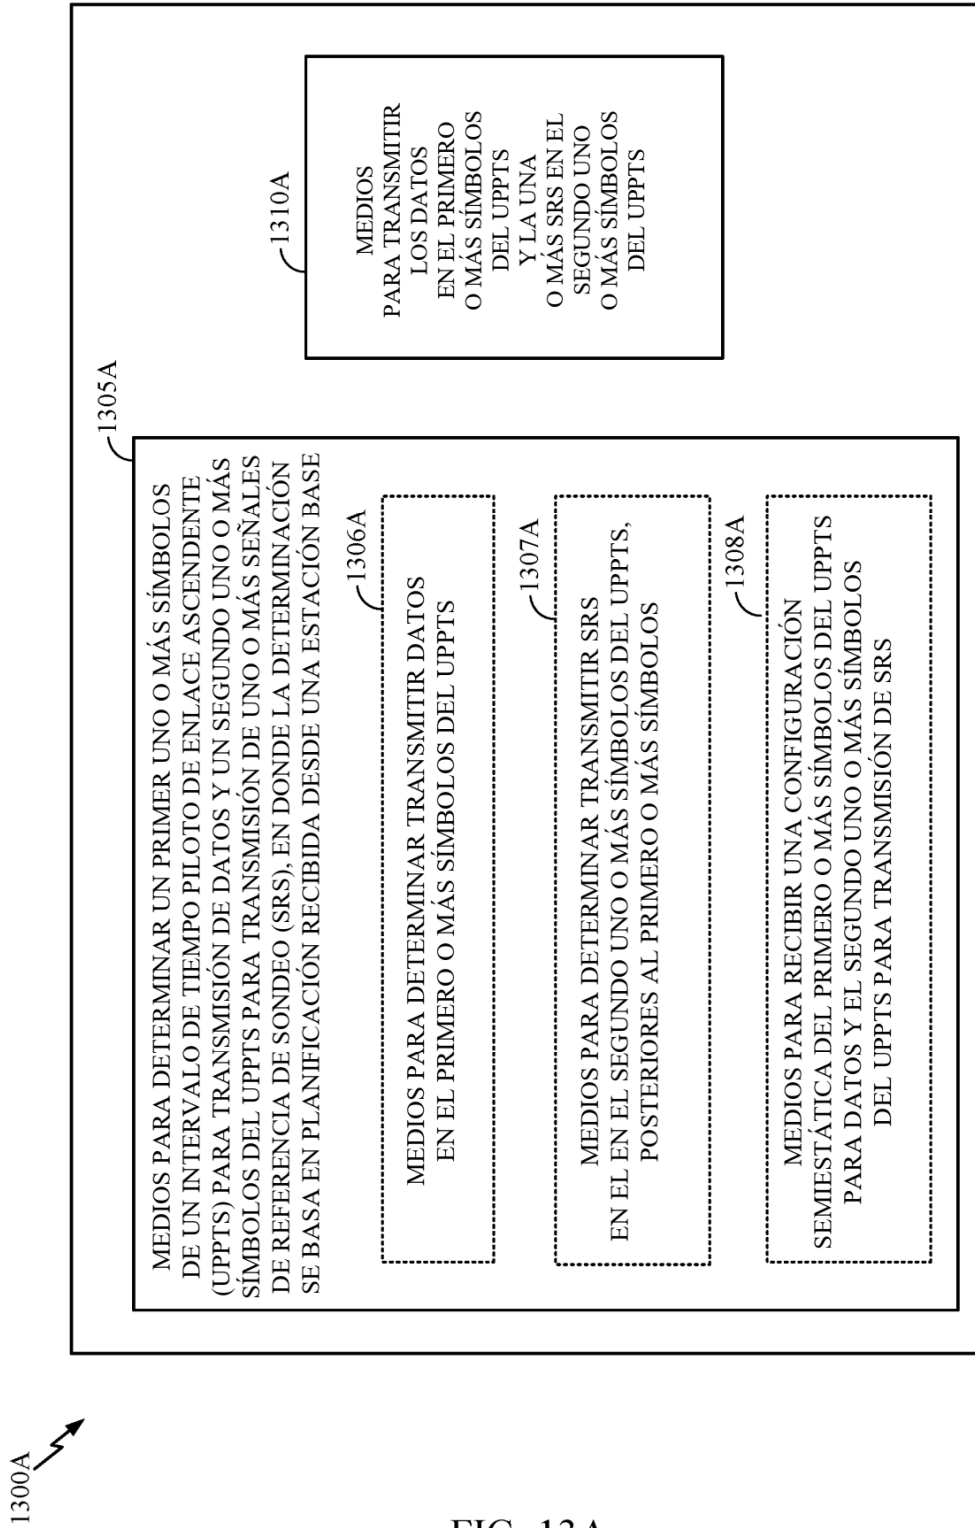 1300A
1305A
MEDIOS PARA DETERMINAR UN PRIMER UNO O MÁS SÍMBOLOS
DE UN INTERVALO DE TIEMPO PILOTO DE ENLACE ASCENDENTE
(UPPTS) PARA TRANSMISIÓN DE DATOS Y UN SEGUNDO UNO O MÁS
SÍMBOLOS DEL UPPTS PARA TRANSMISIÓN DE UNO O MÁS SEÑALES
DE REFERENCIA DE SONDEO (SRS), EN DONDE LA DETERMINACIÓN
SE BASA EN PLANIFICACIÓN RECIBIDA DESDE UNA ESTACIÓN BASE
1306A
MEDIOS PARA DETERMINAR TRANSMITIR DATOS
EN EL PRIMERO O MÁS SÍMBOLOS DEL UPPTS
1307A
MEDIOS PARA DETERMINAR TRANSMITIR SRS
EN EL EN EL SEGUNDO UNO O MÁS SÍMBOLOS DEL UPPTS,
POSTERIORES AL PRIMERO O MÁS SÍMBOLOS
1308A
MEDIOS PARA RECIBIR UNA CONFIGURACIÓN
SEMIESTÁTICA DEL PRIMERO O MÁS SÍMBOLOS DEL UPPTS
PARA DATOS Y EL SEGUNDO UNO O MÁS SÍMBOLOS
DEL UPPTS PARA TRANSMISIÓN DE SRS
1310A
MEDIOS
PARA TRANSMITIR
LOS DATOS
EN EL PRIMERO
O MÁS SÍMBOLOS
DEL UPPTS
Y LA UNA
O MÁS SRS EN EL
SEGUNDO UNO
O MÁS SÍMBOLOS
DEL UPPTS
FIG. 13A